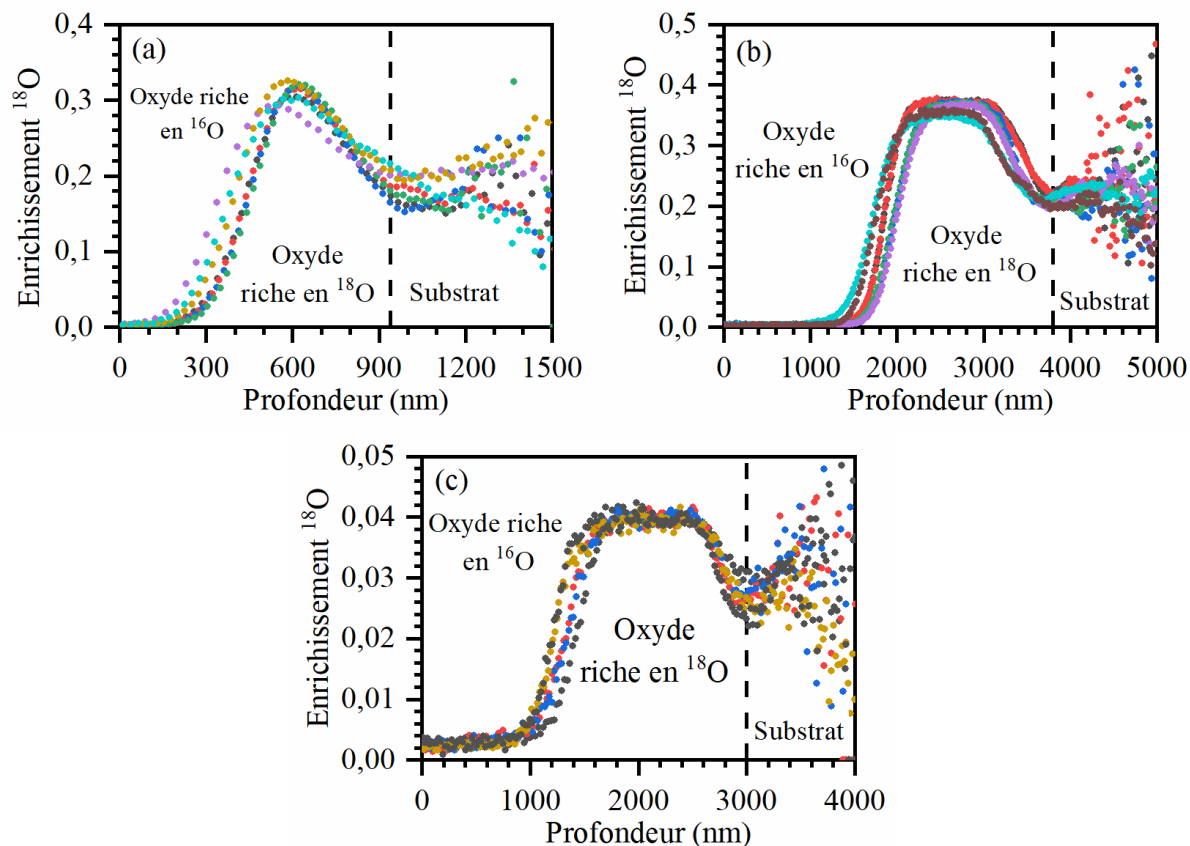 (a)
Oxyde riche
en ¹⁶O
Oxyde
riche en ¹⁸O
Substrat
Enrichissement ¹⁸O
0,4
0,3
0,2
0,1
0,0
0 300 600 900 1200 1500
Profondeur (nm)
(b)
Oxyde
riche en ¹⁶O
Oxyde
riche en ¹⁸O
Substrat
Enrichissement ¹⁸O
0,5
0,4
0,3
0,2
0,1
0,0
0 1000 2000 3000 4000 5000
Profondeur (nm)
(c)
Oxyde riche
en ¹⁶O
Oxyde
riche en ¹⁸O
Substrat
Enrichissement ¹⁸O
0,05
0,04
0,03
0,02
0,01
0,00
0 1000 2000 3000 4000
Profondeur (nm)